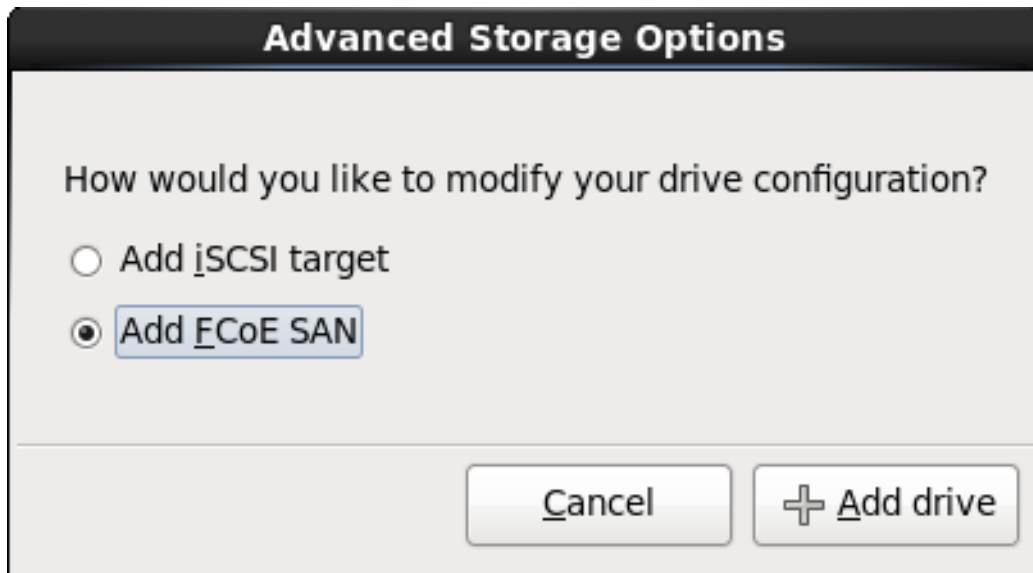 Advanced Storage Options
How would you like to modify your drive configuration?
Add iSCSI target
Add FCoE SAN
Cancel
Add drive